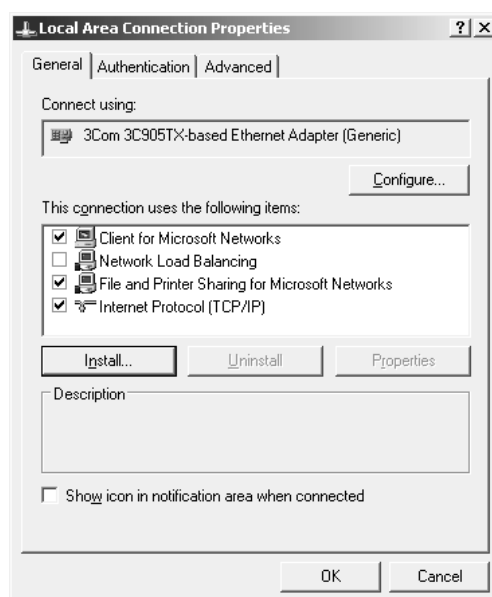 Local Area Connection Properties ? X
General Authentication Advanced
Connect using:
3Com 3C905TX-based Ethernet Adapter (Generic)
Configure...
This connection uses the following items:
Client for Microsoft Networks
Network Load Balancing
File and Printer Sharing for Microsoft Networks
Internet Protocol (TCP/IP)
Install... Uninstall Properties
Description
Show icon in notification area when connected
OK Cancel